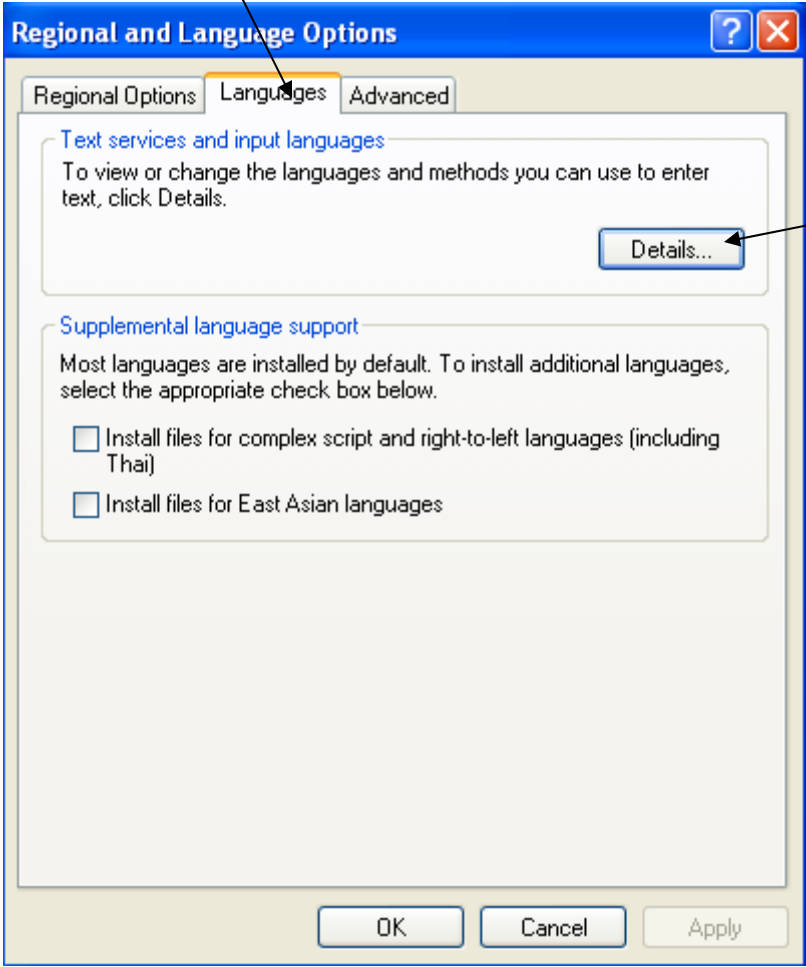 Regional and Language Options
?
Regional Options
Languages
Advanced
Text services and input languages
To view or change the languages and methods you can use to enter
text, click Details.
Details...
Supplemental language support
Most languages are installed by default. To install additional languages,
select the appropriate check box below.
Install files for complex script and right-to-left languages (including
Thai)
Install files for East Asian languages
OK
Cancel
Apply